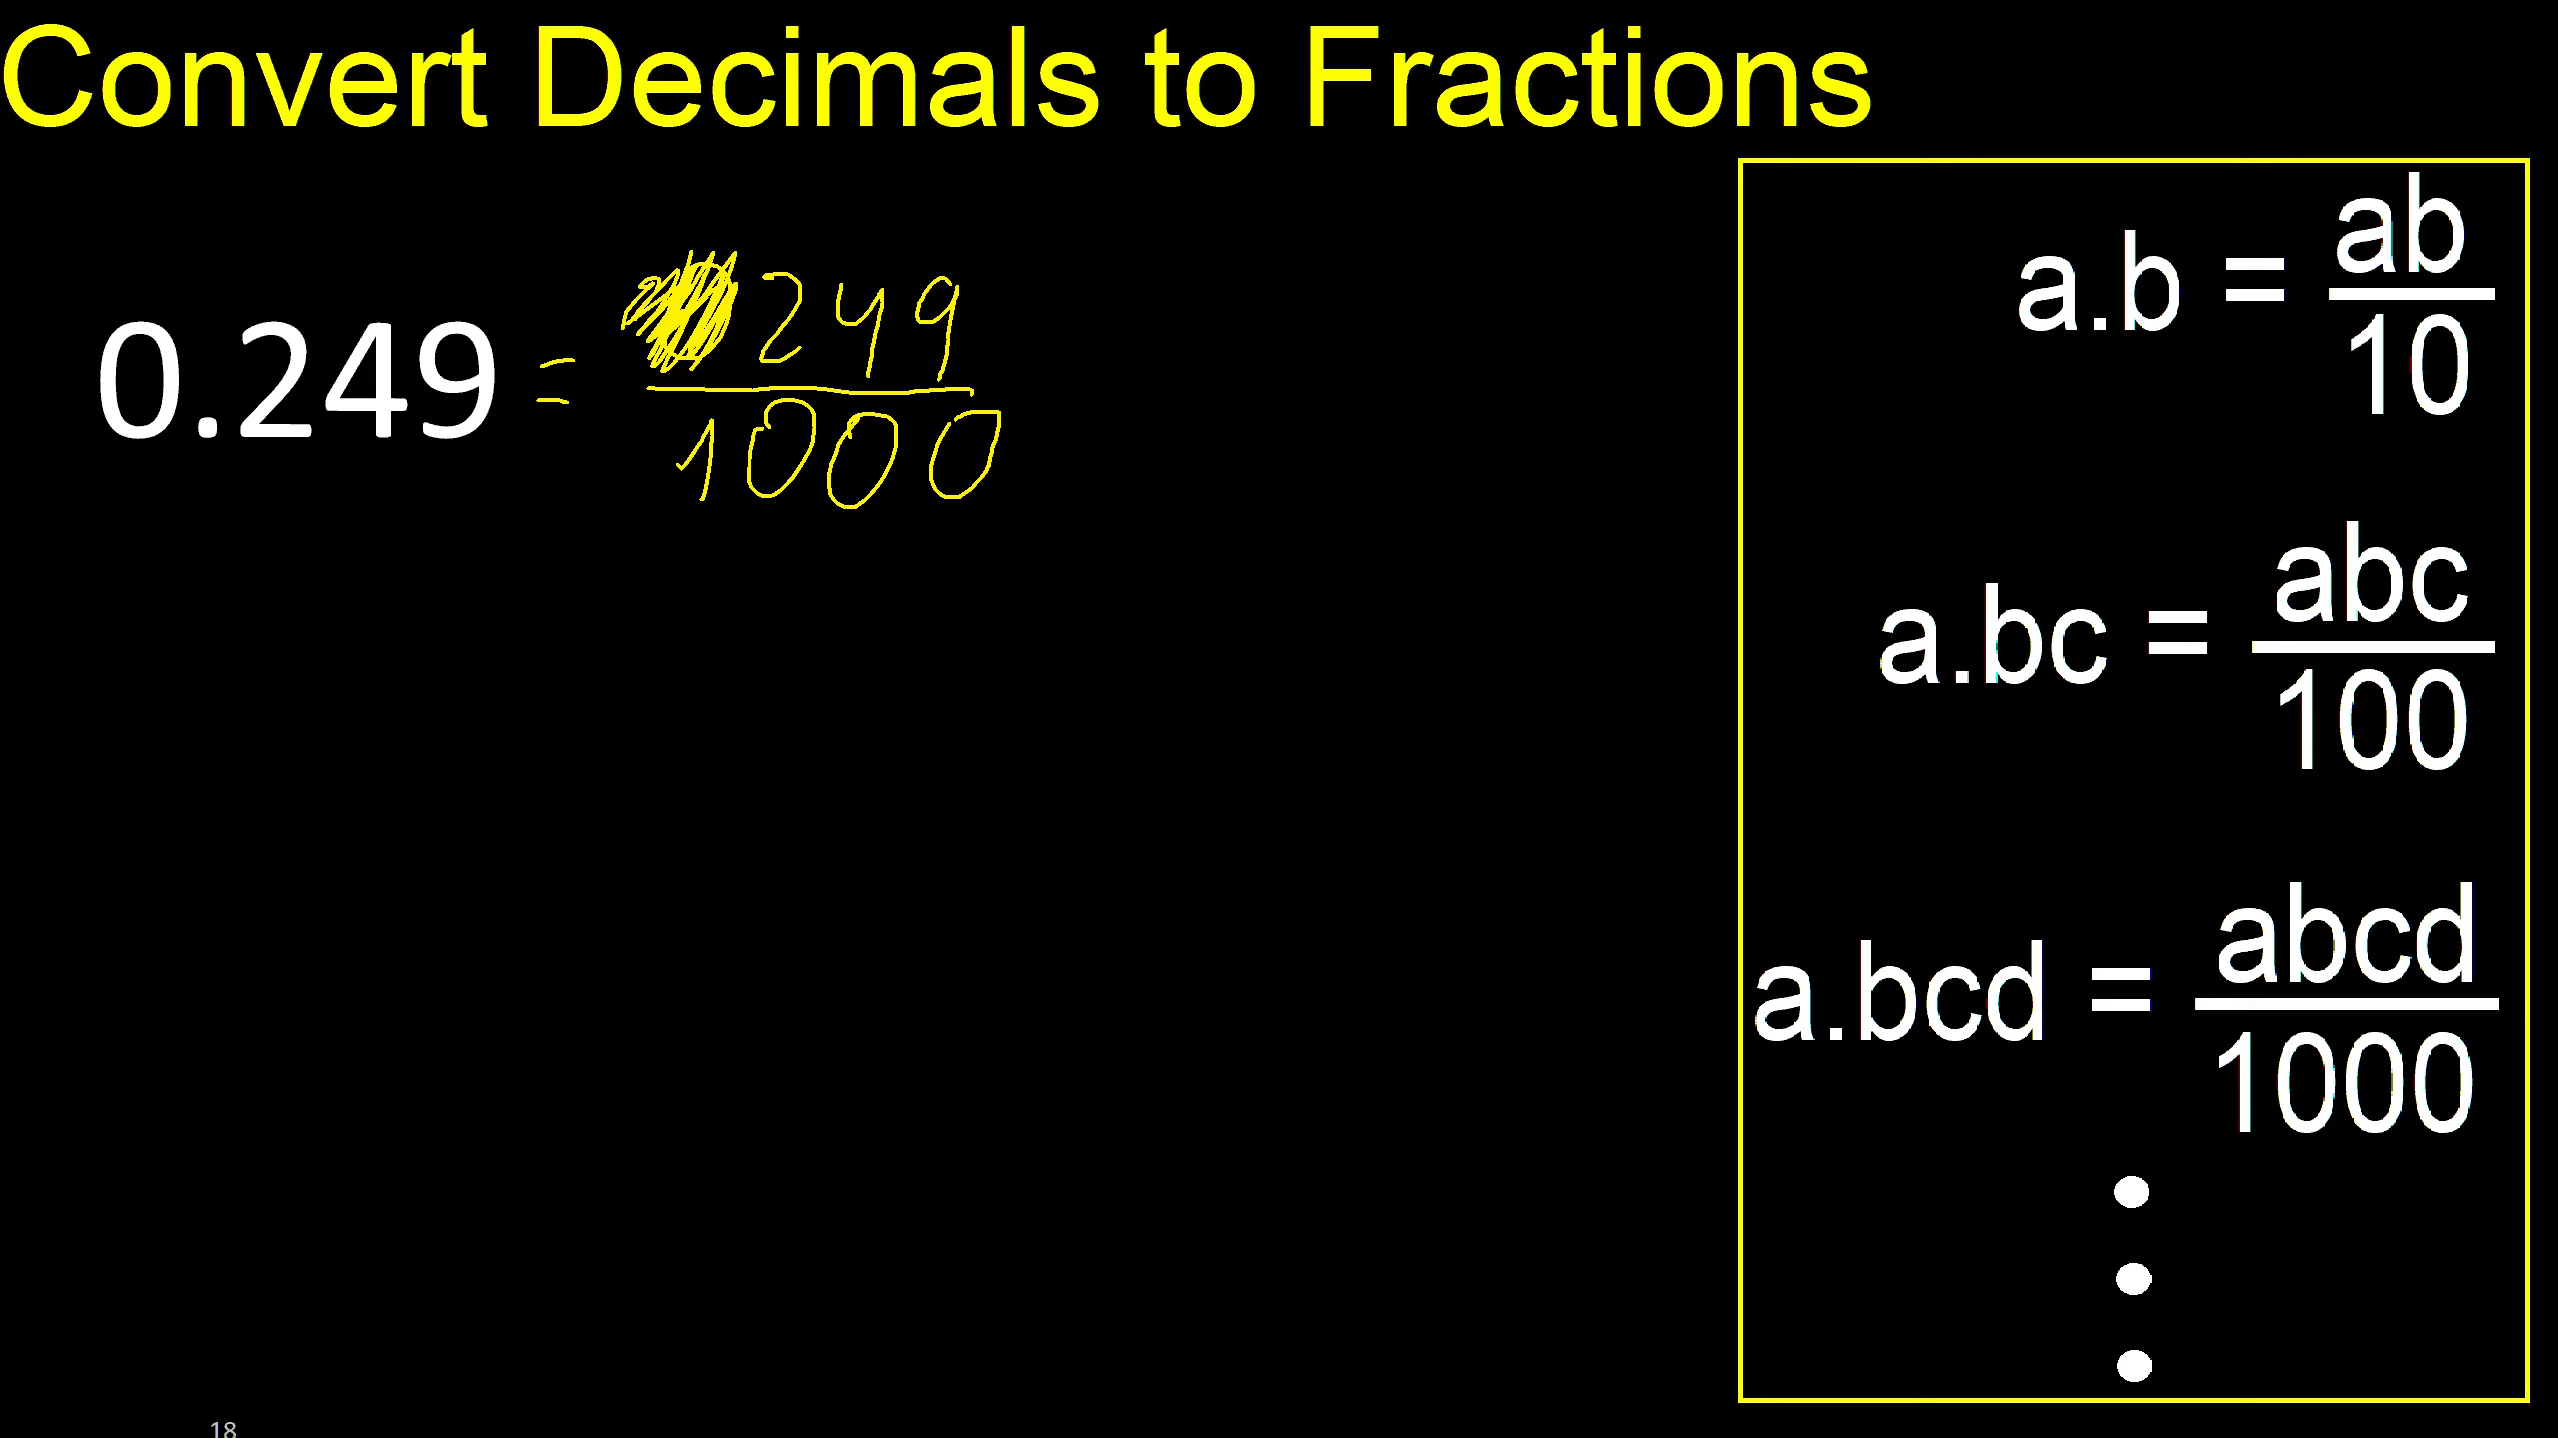 Convert Decimals to Fractions
0.249 = 249/1000
a.b = ab/10
a.bc = abc/100
a.bcd = abcd/1000
18